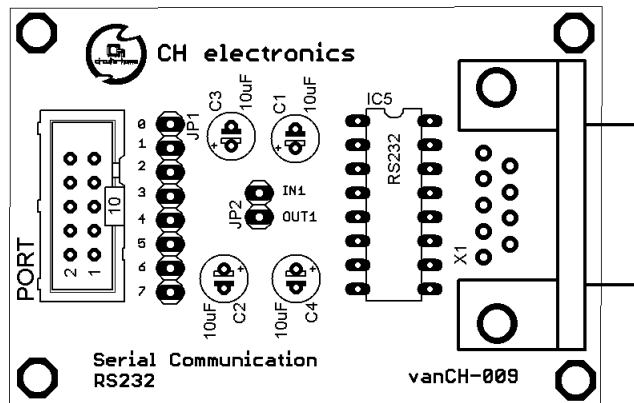 CH electronics
C3
10uF
C1
10uF
IC5
RS232
JP1
0
1
2
3
4
5
6
7
10
2
1
PORT
JP2
IN1
OUT1
X1
10uF
C2
10uF
C4
Serial Communication
RS232
vanCH-009